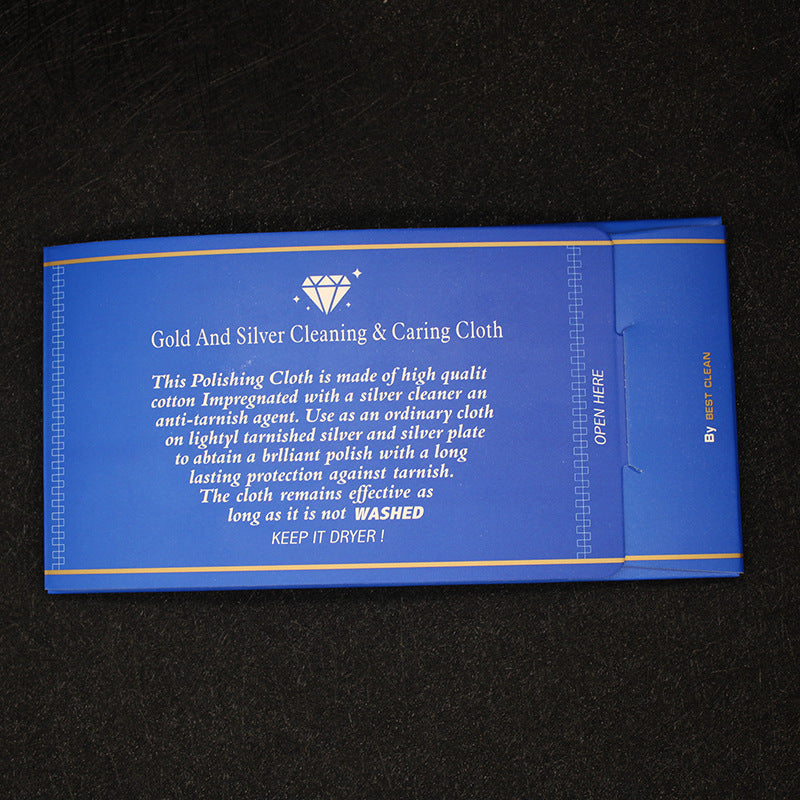 Gold And Silver Cleaning & Caring Cloth
This Polishing Cloth is made of high qualit
cotton Impregnated with a silver cleaner an
anti-tarnish agent. Use as an ordinary cloth
on lightyl tarnished silver and silver plate
to abtain a brlliant polish with a long
lasting protection against tarnish.
The cloth remains effective as
long as it is not WASHED
KEEP IT DRYER !
OPEN HERE
By BEST CLEAN